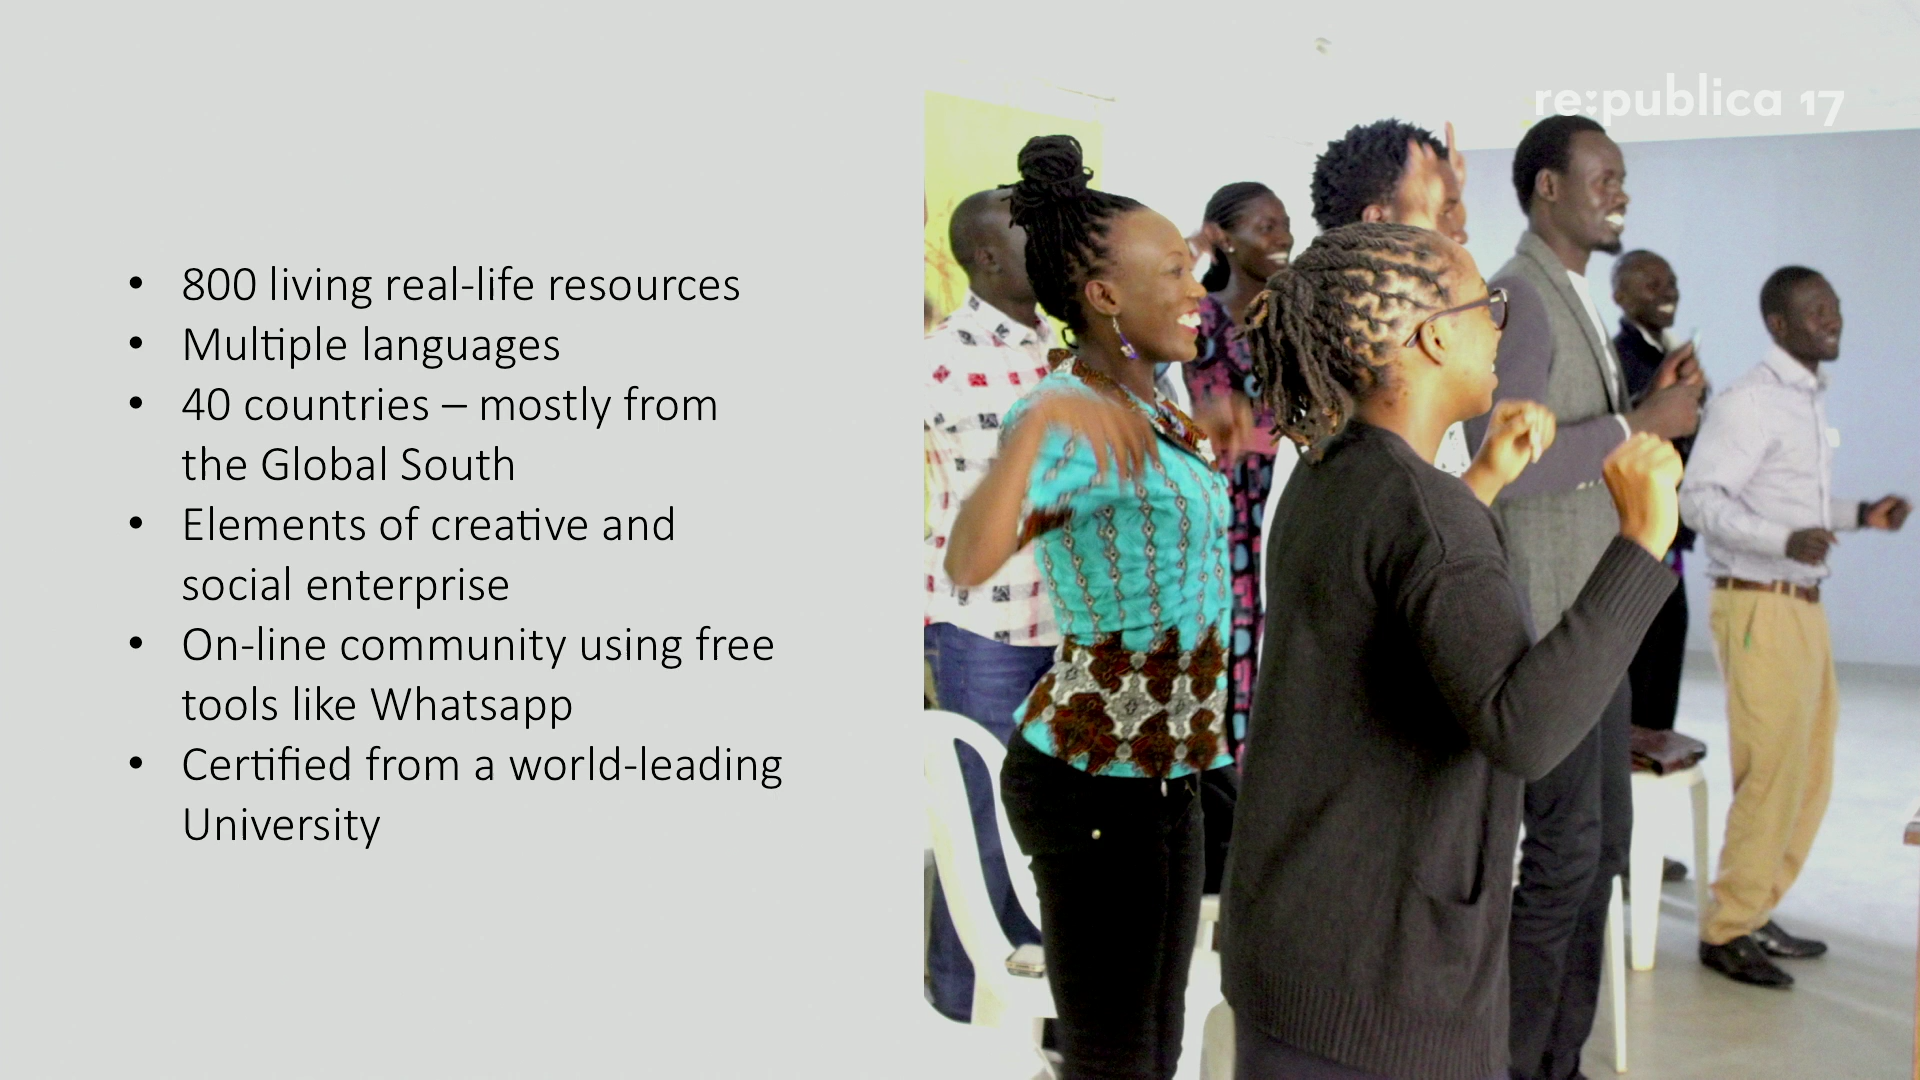 re:publica 17
• 800 living real-life resources
• Multiple languages
• 40 countries – mostly from
the Global South
• Elements of creative and
social enterprise
• On-line community using free
tools like Whatsapp
• Certified from a world-leading
University